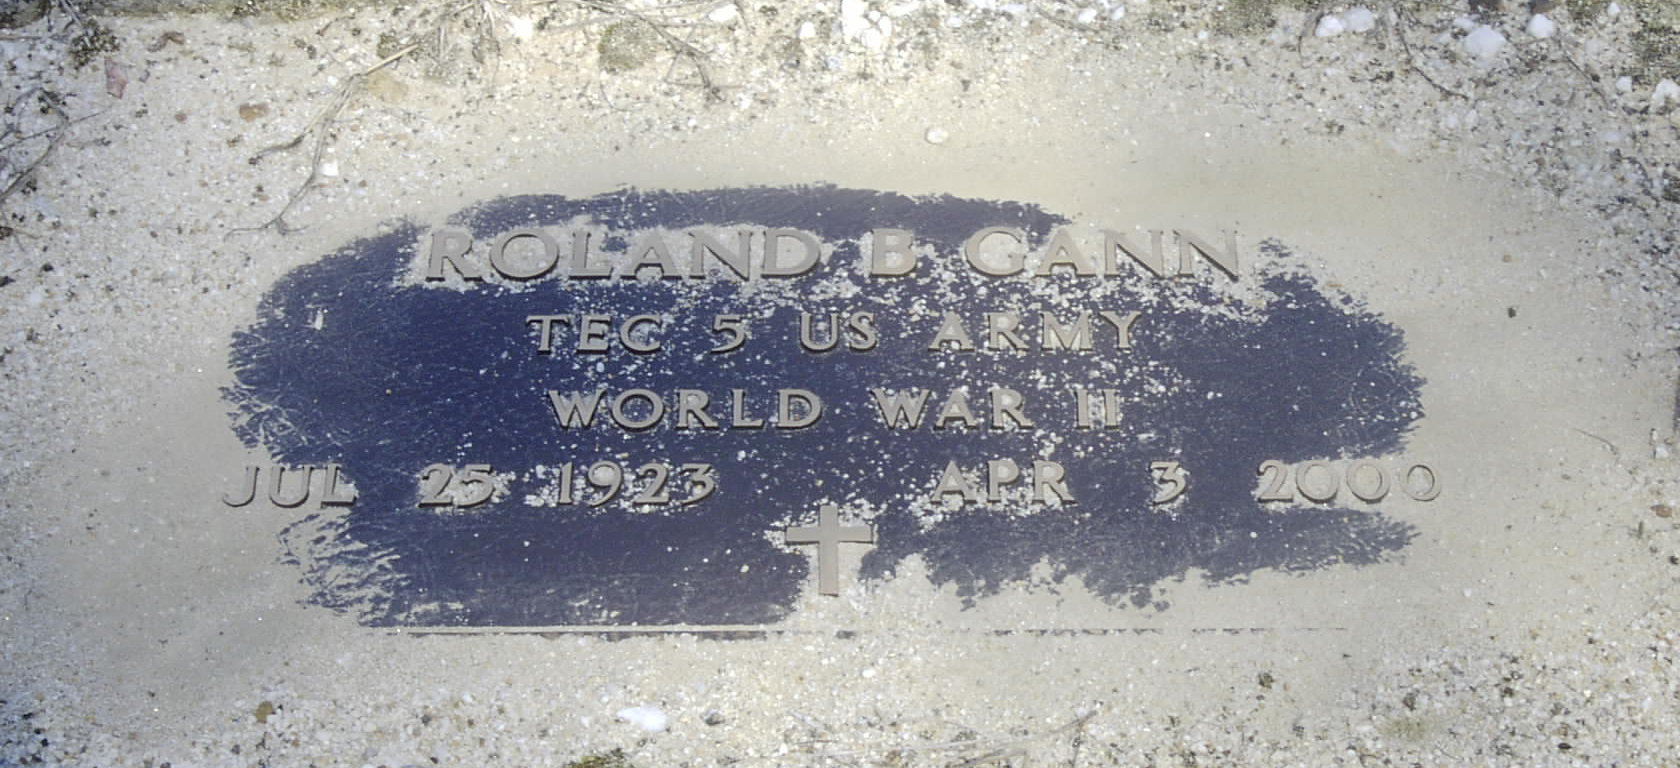 ROLAND B GANN
TEC 5 US ARMY
WORLD WAR II
JUL 25 1923 APR 3 2000